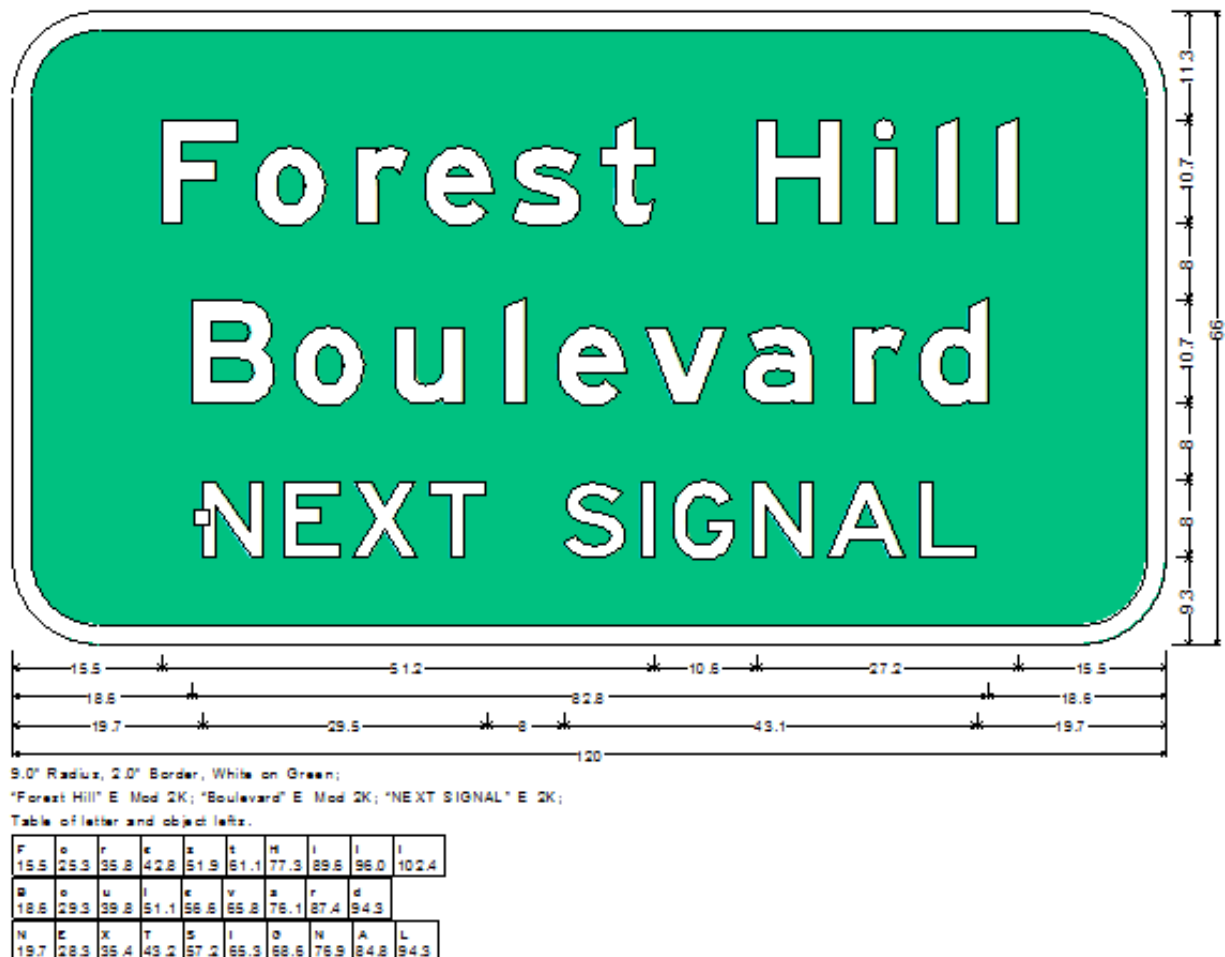 Forest Hill
Boulevard
NEXT SIGNAL
11.3
10.7
8
10.7
8
8
9.3
66
15.5 51.2 10.6 27.2 15.5
18.6 82.8 18.6
19.7 29.5 8 43.1 19.7
120
9.0" Radius, 2.0" Border, White on Green;
"Forest Hill" E Mod 2K; "Boulevard" E Mod 2K; "NEXT SIGNAL" E 2K;
Table of letter and object lefts.
F o r e s t H i l l
15.5 25.3 35.8 42.8 51.9 61.1 77.3 89.6 96.0 102.4
B o u l e v a r d
18.6 29.3 39.8 51.1 56.6 65.8 76.1 87.4 94.3
N E X T S I G N A L
19.7 28.3 35.4 43.2 57.2 65.3 68.6 76.9 84.8 94.3